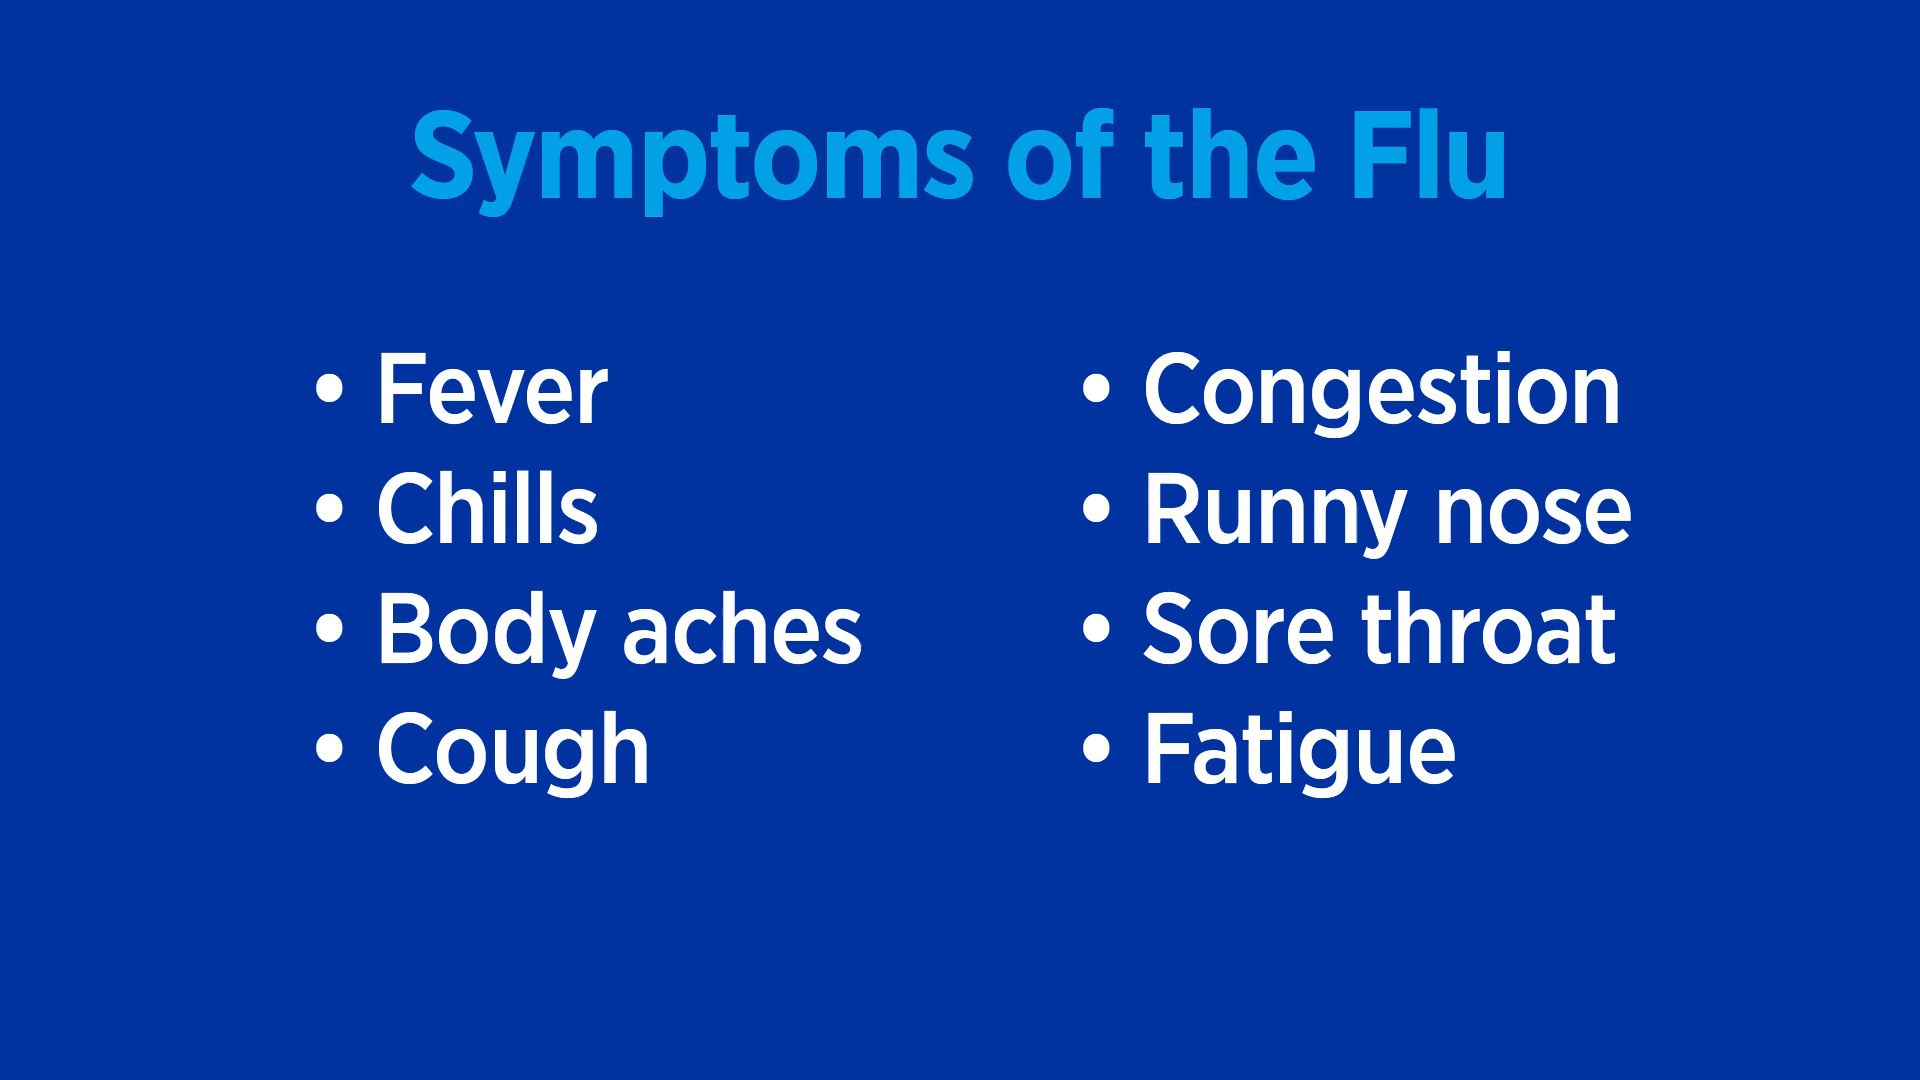 Symptoms of the Flu
• Fever
• Chills
• Body aches
• Cough
• Congestion
• Runny nose
• Sore throat
• Fatigue